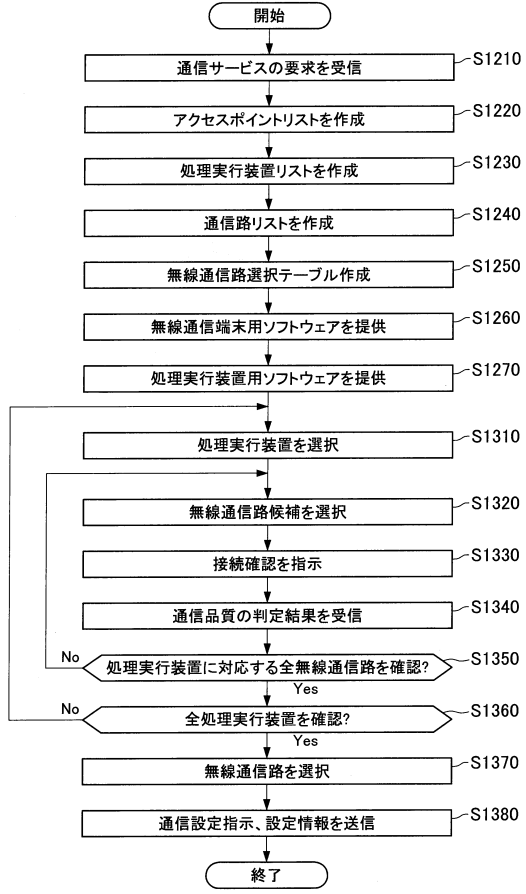 開始
通信サービスの要求を受信
S1210
アクセスポイントリストを作成
S1220
処理実行装置リストを作成
S1230
通信路リストを作成
S1240
無線通信路選択テーブル作成
S1250
無線通信端末用ソフトウェアを提供
S1260
処理実行装置用ソフトウェアを提供
S1270
処理実行装置を選択
S1310
無線通信路候補を選択
S1320
接続確認を指示
S1330
通信品質の判定結果を受信
S1340
No
処理実行装置に対応する全無線通信路を確認?
S1350
Yes
No
全処理実行装置を確認?
S1360
Yes
無線通信路を選択
S1370
通信設定指示、設定情報を送信
S1380
終了